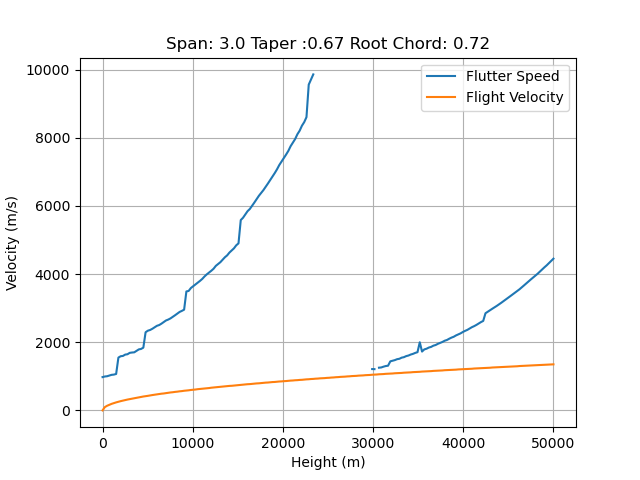 Span: 3.0 Taper :0.67 Root Chord: 0.72
Flutter Speed
Flight Velocity
10000
8000
6000
4000
2000
0
Velocity (m/s)
0 10000 20000 30000 40000 50000
Height (m)